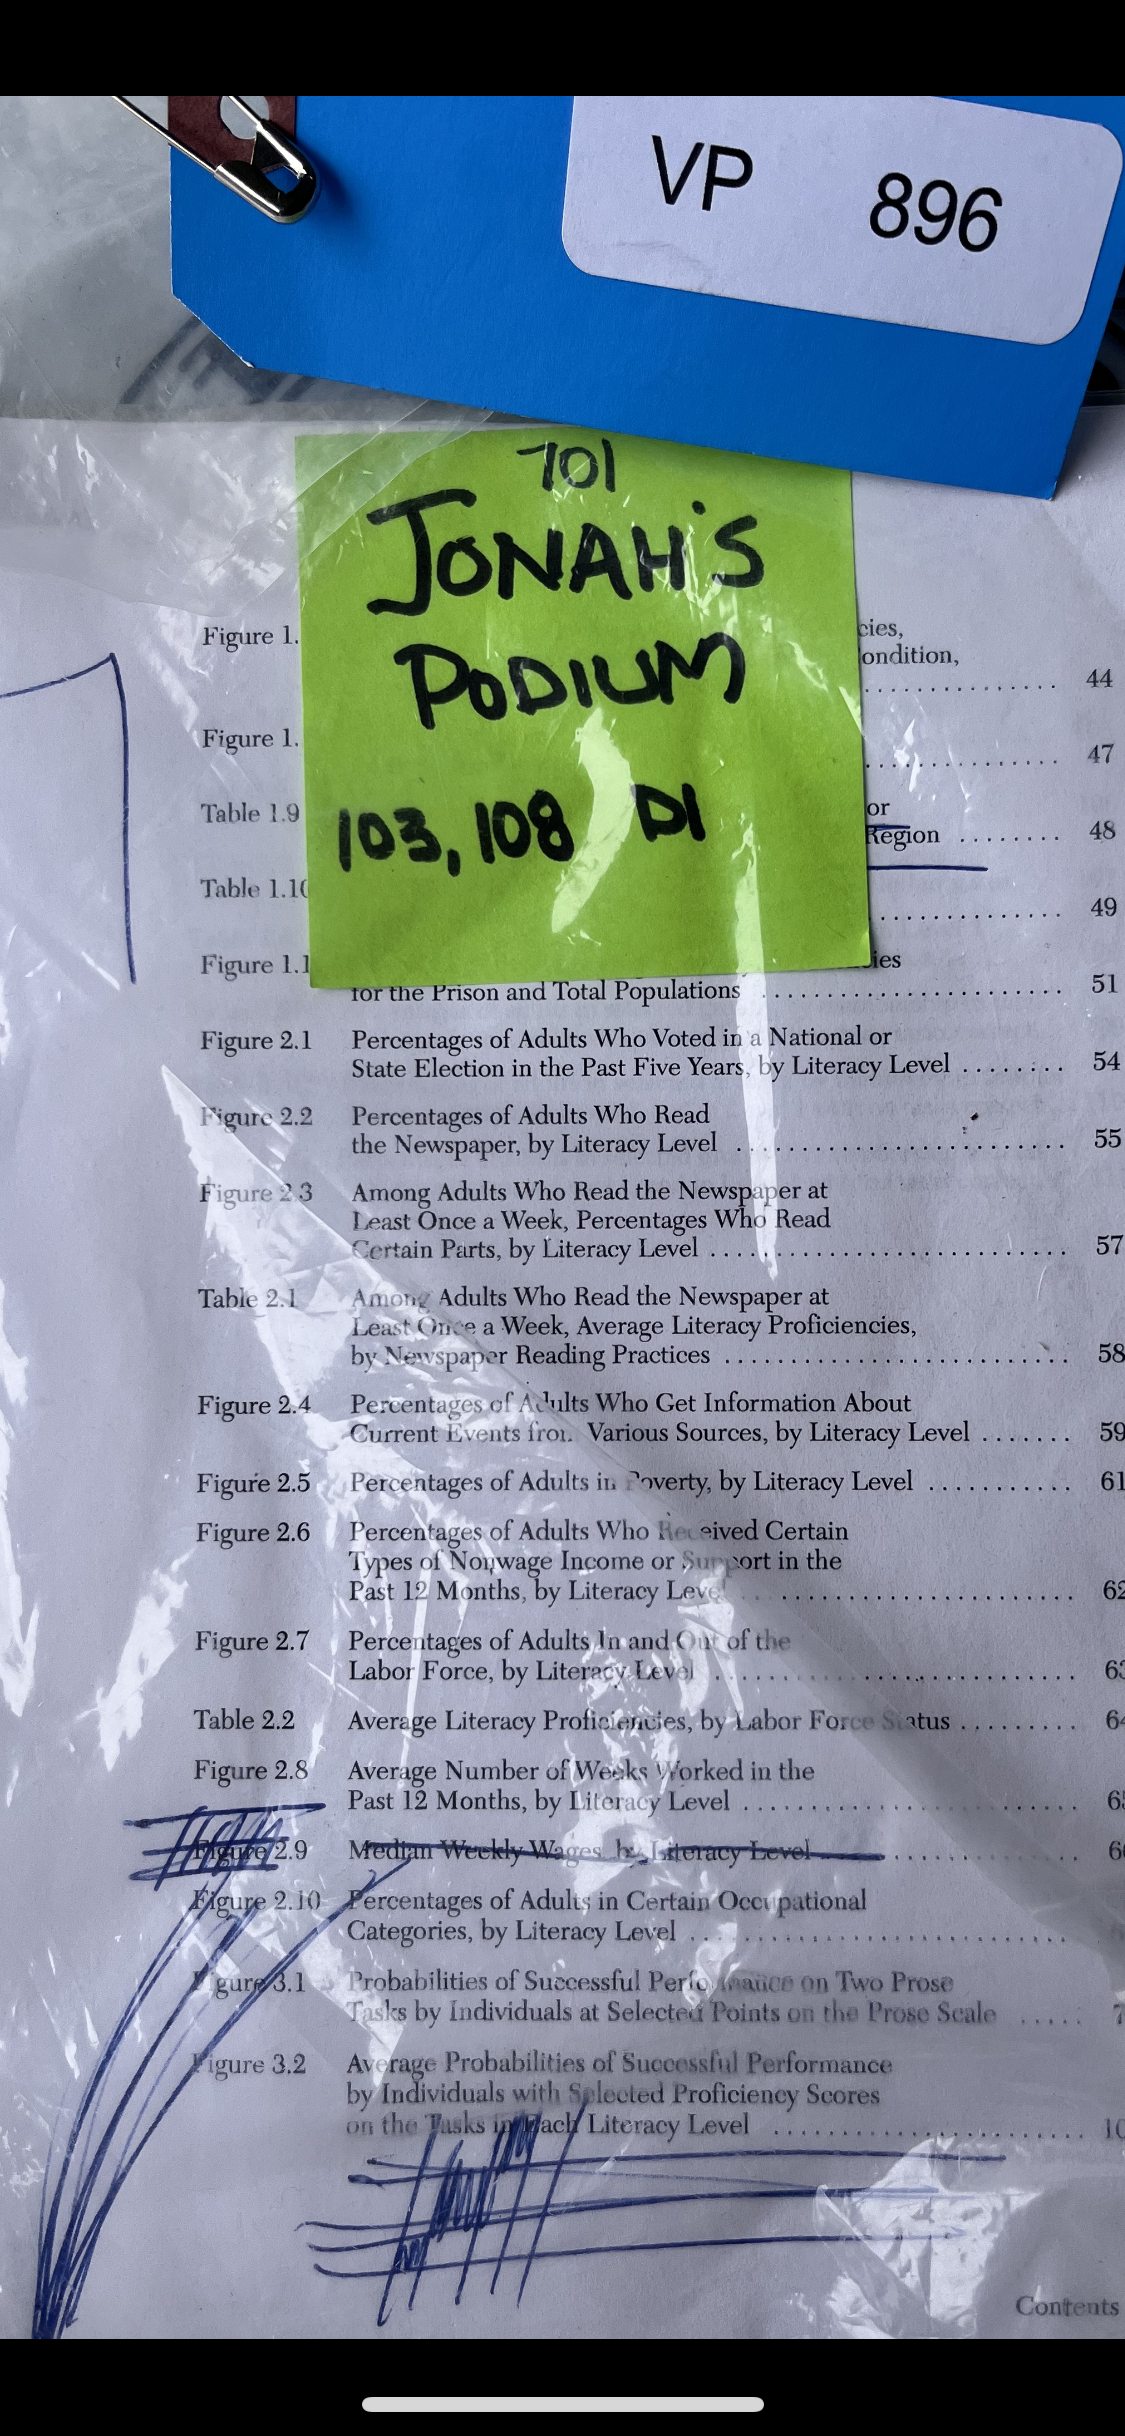 VP 896
701
JONAH'S
PODIUM
103, 108 D1
Figure 1.
cies,
ondition,
. . . . . . . . . . . . . . 44
Figure 1.
. . . . . . . . . . . . . . 47
Table 1.9
or
Region . . . . . . . . 48
Table 1.10
. . . . . . . . . . . . . . 49
Figure 1.1
ies
for the Prison and Total Populations . . . . . . . . . . . . . . . . . . . . . . . 51
Figure 2.1 Percentages of Adults Who Voted in a National or
State Election in the Past Five Years, by Literacy Level . . . . . . . . 54
Figure 2.2 Percentages of Adults Who Read
the Newspaper, by Literacy Level . . . . . . . . . . . . . . . . . . . . . . . . . 55
Figure 2.3 Among Adults Who Read the Newspaper at
Least Once a Week, Percentages Who Read
Certain Parts, by Literacy Level . . . . . . . . . . . . . . . . . . . . . . . . . . . 57
Table 2.1 Among Adults Who Read the Newspaper at
Least Once a Week, Average Literacy Proficiencies,
by Newspaper Reading Practices . . . . . . . . . . . . . . . . . . . . . . . . . . 58
Figure 2.4 Percentages of Adults Who Get Information About
Current Events from Various Sources, by Literacy Level . . . . . . . 59
Figure 2.5 Percentages of Adults in Poverty, by Literacy Level . . . . . . . . . . . 61
Figure 2.6 Percentages of Adults Who Received Certain
Types of Nonwage Income or Support in the
Past 12 Months, by Literacy Level . . . . . . . . . . . . . . . . . . . . . . . . 62
Figure 2.7 Percentages of Adults In and Out of the
Labor Force, by Literacy Level . . . . . . . . . . . . . . . . . . . . . . . . . . . 63
Table 2.2 Average Literacy Proficiencies, by Labor Force Status . . . . . . . . . 64
Figure 2.8 Average Number of Weeks Worked in the
Past 12 Months, by Literacy Level . . . . . . . . . . . . . . . . . . . . . . . . . 65
Figure 2.9 Median Weekly Wages, by Literacy Level . . . . . . . . . . . . . . 66
Figure 2.10 Percentages of Adults in Certain Occupational
Categories, by Literacy Level . . . . . . . . . . . . . . . . . . . . . . . . . . . .
Figure 3.1 Probabilities of Successful Performance on Two Prose
Tasks by Individuals at Selected Points on the Prose Scale . . . . . 7
Figure 3.2 Average Probabilities of Successful Performance
by Individuals with Selected Proficiency Scores
on the Tasks in Each Literacy Level . . . . . . . . . . . . . . . . . . . . . . . 10
Contents